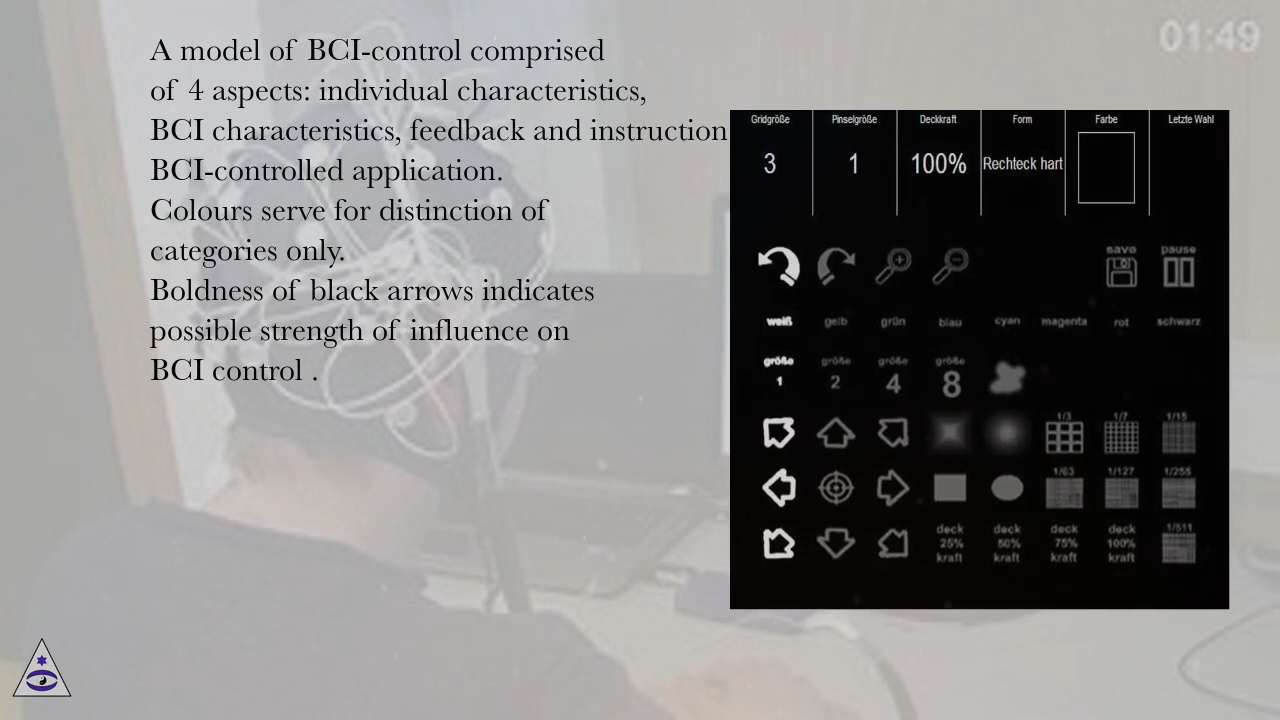 01:49
A model of BCI-control comprised
of 4 aspects: individual characteristics,
BCI characteristics, feedback and instruction
BCI-controlled application.
Colours serve for distinction of
categories only.
Boldness of black arrows indicates
possible strength of influence on
BCI control .
Gridgröße Pinselgröße Deckkraft Form Farbe Letzte Wahl
3 1 100% Rechteck hart
save pause
weiß gelb grün blau cyan magenta rot schwarz
größe größe größe größe
1 2 4 8
1/3 1/7 1/15
1/63 1/127 1/255
deck deck deck deck 1/511
25% 50% 75% 100%
kraft kraft kraft kraft